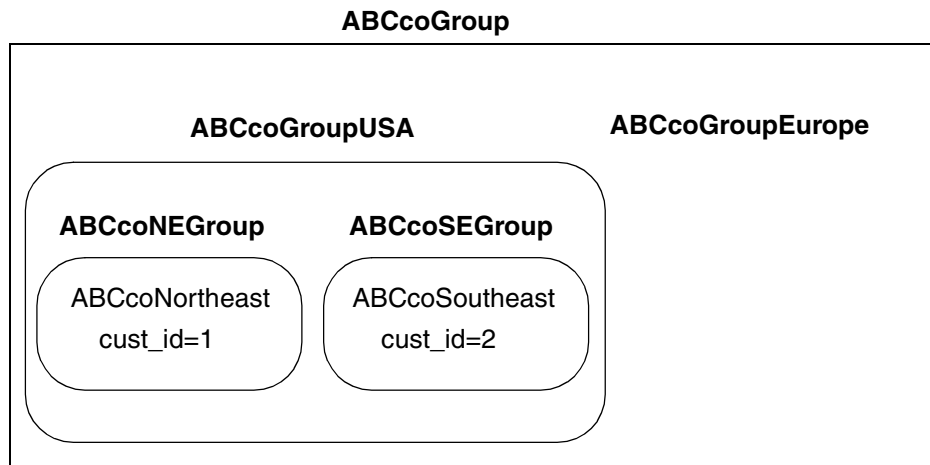 ABCcoGroup
ABCcoGroupUSA
ABCcoGroupEurope
ABCcoNEGroup
ABCcoSEGroup
ABCcoNortheast
cust_id=1
ABCcoSoutheast
cust_id=2